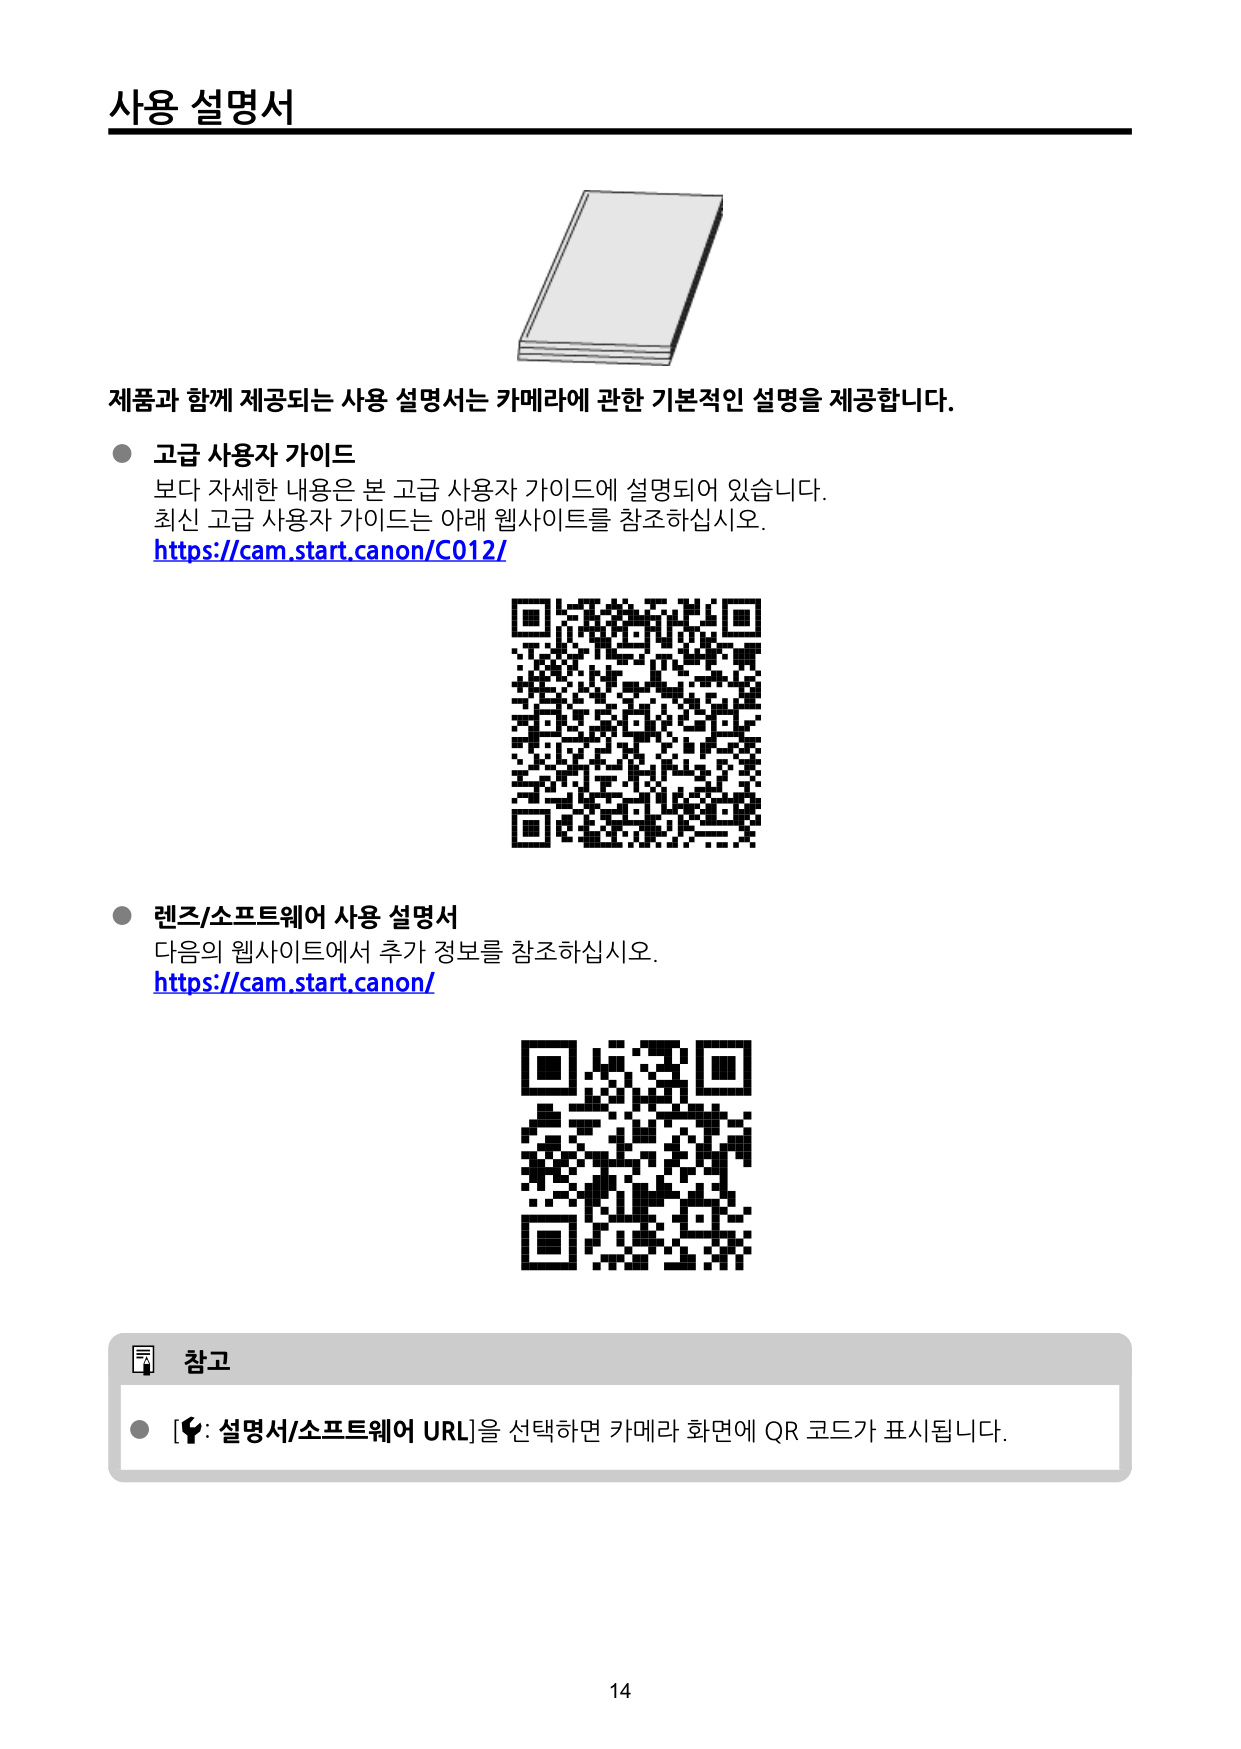 사용 설명서
제품과 함께 제공되는 사용 설명서는 카메라에 관한 기본적인 설명을 제공합니다.
● 고급 사용자 가이드
보다 자세한 내용은 본 고급 사용자 가이드에 설명되어 있습니다.
최신 고급 사용자 가이드는 아래 웹사이트를 참조하십시오.
https://cam.start.canon/C012/
● 렌즈/소프트웨어 사용 설명서
다음의 웹사이트에서 추가 정보를 참조하십시오.
https://cam.start.canon/
참고
● [: 설명서/소프트웨어 URL]을 선택하면 카메라 화면에 QR 코드가 표시됩니다.
14